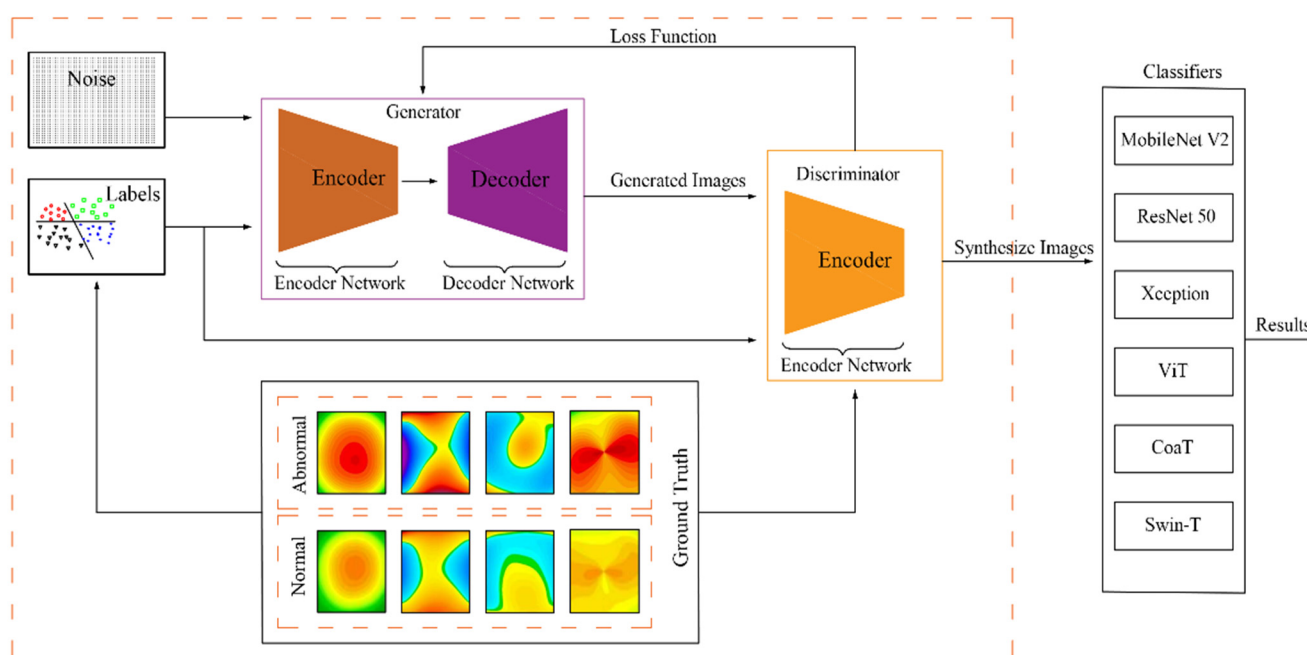 Loss Function
Noise
Labels
Generator
Encoder
Decoder
Encoder Network
Decoder Network
Generated Images
Discriminator
Encoder
Encoder Network
Synthesize Images
Abnormal
Normal
Ground Truth
Classifiers
MobileNet V2
ResNet 50
Xception
ViT
CoaT
Swin-T
Results